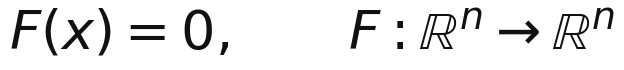 F(x) = 0,  F : ℝⁿ → ℝⁿ